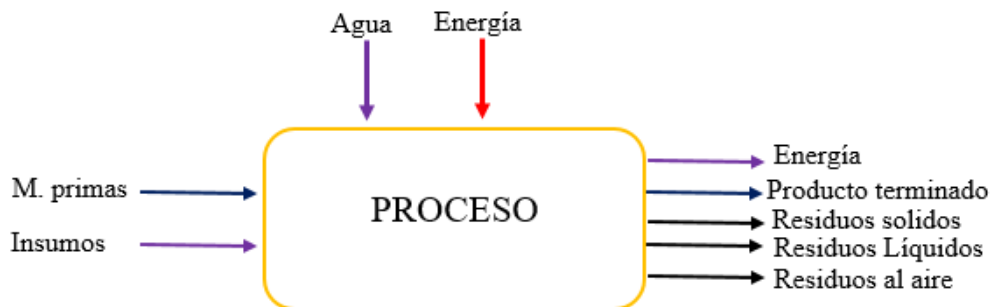 Agua
Energía
M. primas
Insumos
PROCESO
Energía
Producto terminado
Residuos solidos
Residuos Líquidos
Residuos al aire